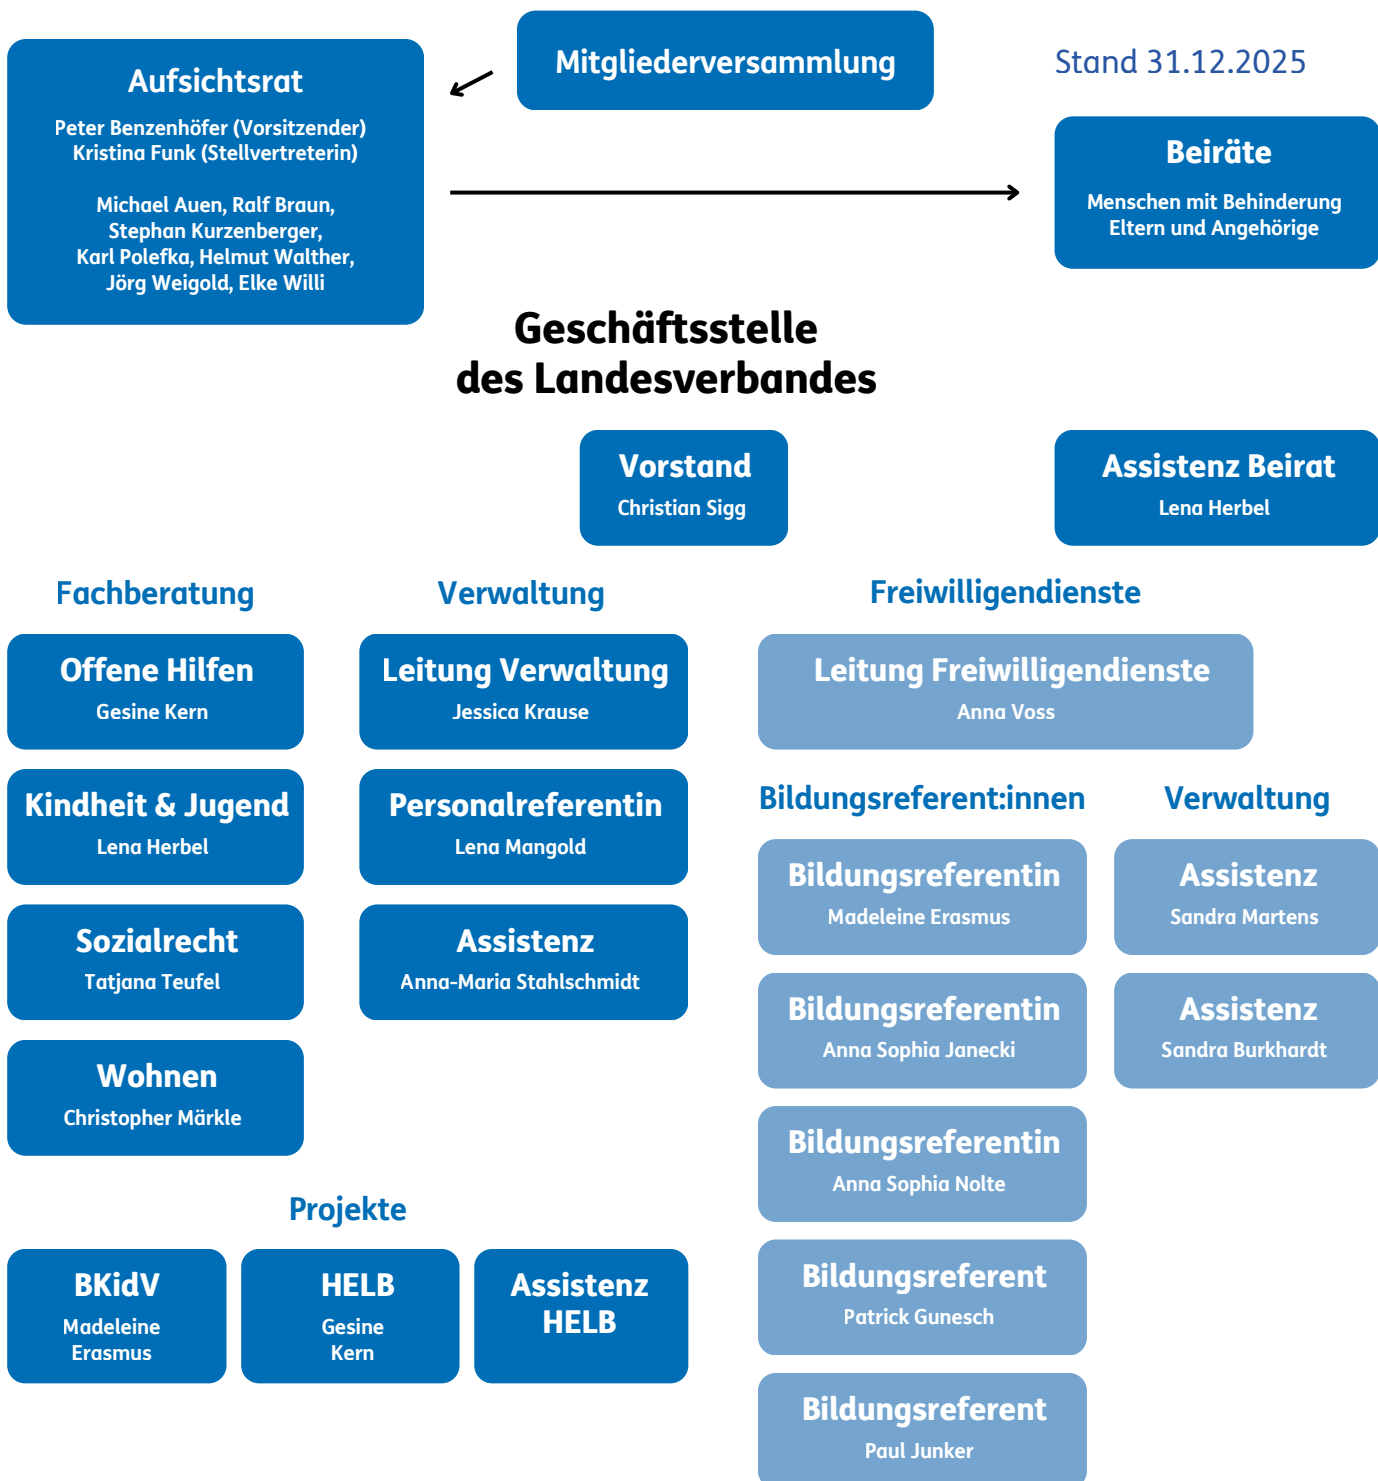 Mitgliederversammlung
Stand 31.12.2025
Aufsichtsrat
Peter Benzenhöfer (Vorsitzender)
Kristina Funk (Stellvertreterin)
Michael Auen, Ralf Braun,
Stephan Kurzenberger,
Karl Polefka, Helmut Walther,
Jörg Weigold, Elke Willi
Beiräte
Menschen mit Behinderung
Eltern und Angehörige
Geschäftsstelle
des Landesverbandes
Vorstand
Christian Sigg
Assistenz Beirat
Lena Herbel
Fachberatung
Offene Hilfen
Gesine Kern
Kindheit & Jugend
Lena Herbel
Sozialrecht
Tatjana Teufel
Wohnen
Christopher Märkle
Verwaltung
Leitung Verwaltung
Jessica Krause
Personalreferentin
Lena Mangold
Assistenz
Anna-Maria Stahlschmidt
Freiwilligendienste
Leitung Freiwilligendienste
Anna Voss
Bildungsreferent:innen
Bildungsreferentin
Madeleine Erasmus
Bildungsreferentin
Anna Sophia Janecki
Bildungsreferentin
Anna Sophia Nolte
Bildungsreferent
Patrick Gunesch
Bildungsreferent
Paul Junker
Verwaltung
Assistenz
Sandra Martens
Assistenz
Sandra Burkhardt
Projekte
BKidV
Madeleine
Erasmus
HELB
Gesine
Kern
Assistenz
HELB